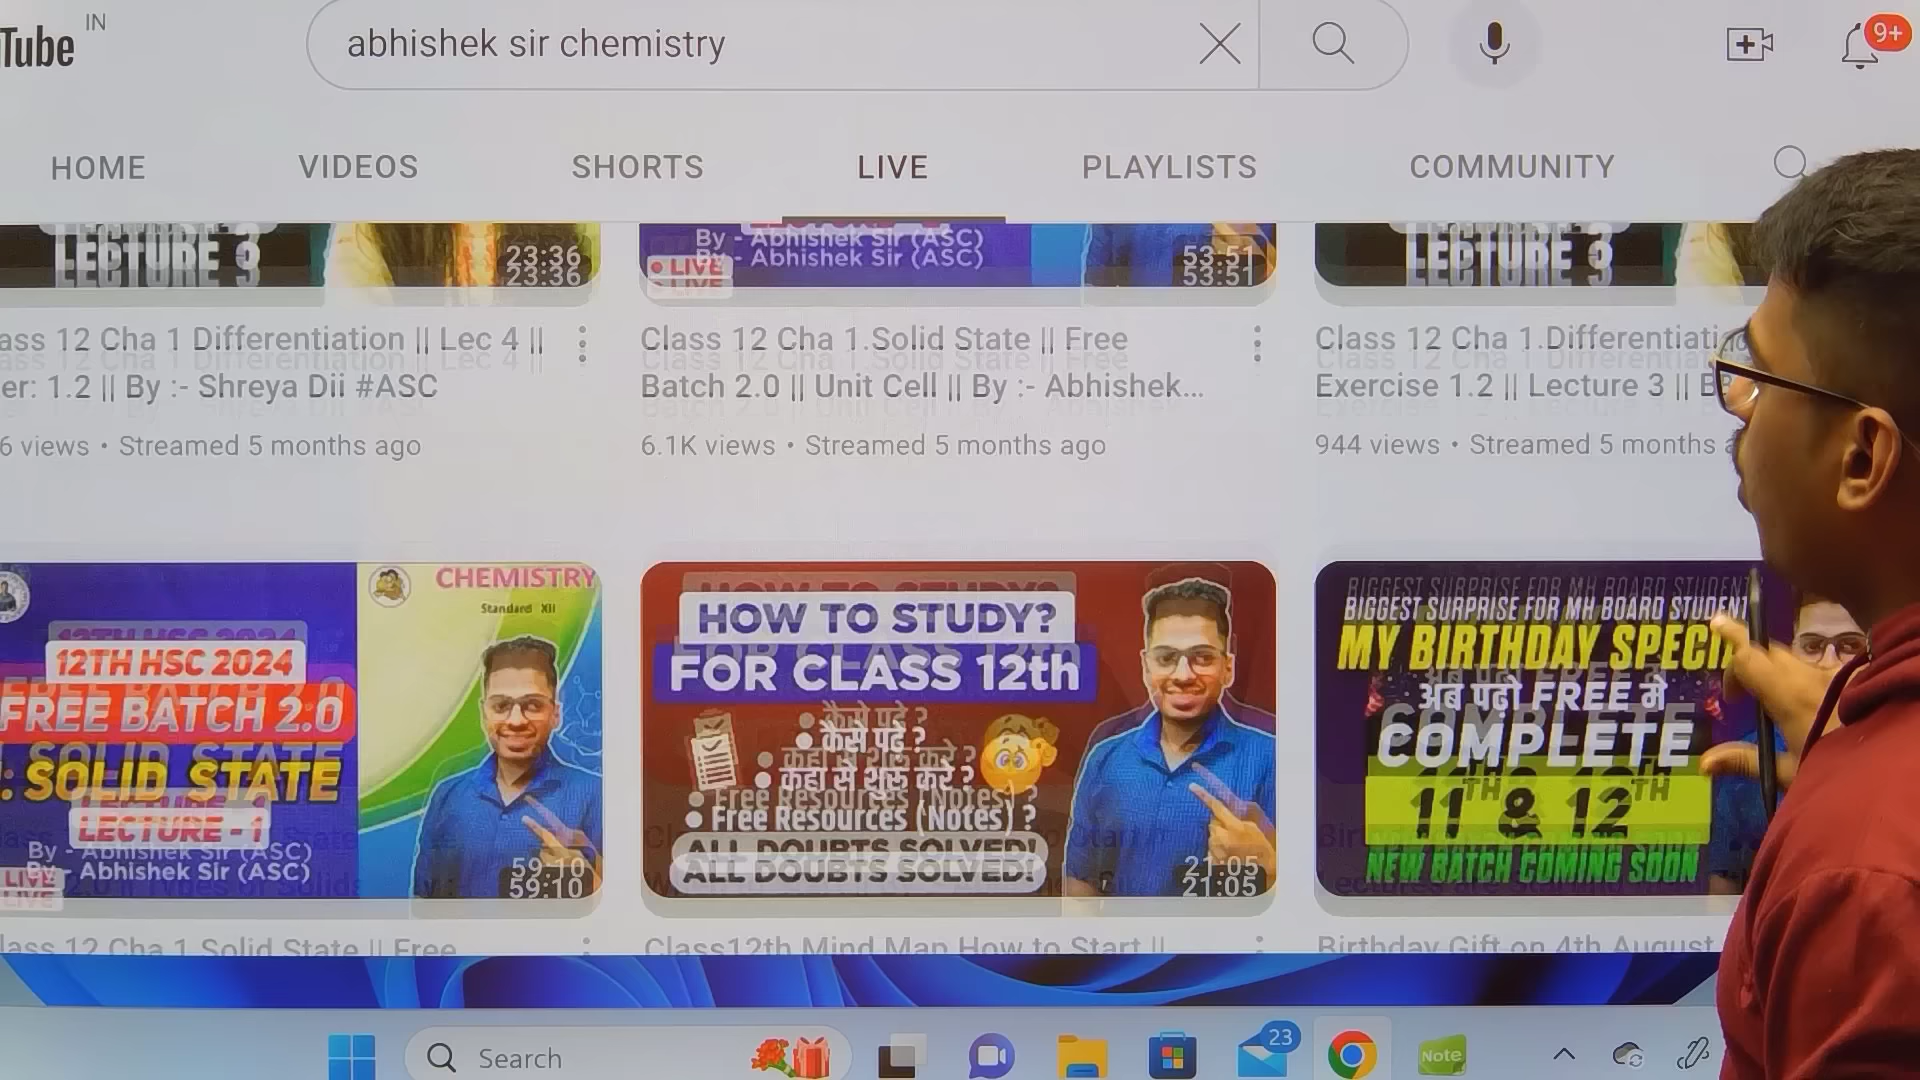 Tube IN
abhishek sir chemistry
9+
HOME VIDEOS SHORTS LIVE PLAYLISTS COMMUNITY
LECTURE 3
23:36
By - Abhishek Sir (ASC)
LIVE
53:51
LECTURE 3
ass 12 Cha 1 Differentiation || Lec 4 ||
er: 1.2 || By :- Shreya Dii #ASC
6 views • Streamed 5 months ago
Class 12 Cha 1.Solid State || Free
Batch 2.0 || Unit Cell || By :- Abhishek...
6.1K views • Streamed 5 months ago
Class 12 Cha 1.Differentiatio
Exercise 1.2 || Lecture 3 || B
944 views • Streamed 5 months a
CHEMISTRY
Standard XII
12TH HSC 2024
FREE BATCH 2.0
: SOLID STATE
LECTURE - 1
By - Abhishek Sir (ASC)
LIVE
59:10
HOW TO STUDY?
FOR CLASS 12th
• कैसे पढे ?
• कहा से शुरू करे ?
• Free Resources (Notes) ?
ALL DOUBTS SOLVED!
21:05
BIGGEST SURPRISE FOR MH BOARD STUDENT
MY BIRTHDAY SPECI
अब पढ़ो FREE मे
COMPLETE
11TH & 12TH
NEW BATCH COMING SOON
lass 12 Cha 1 Solid State || Free
Class12th Mind Map How to Start ||
Birthday Gift on 4th August
Search
23
Note